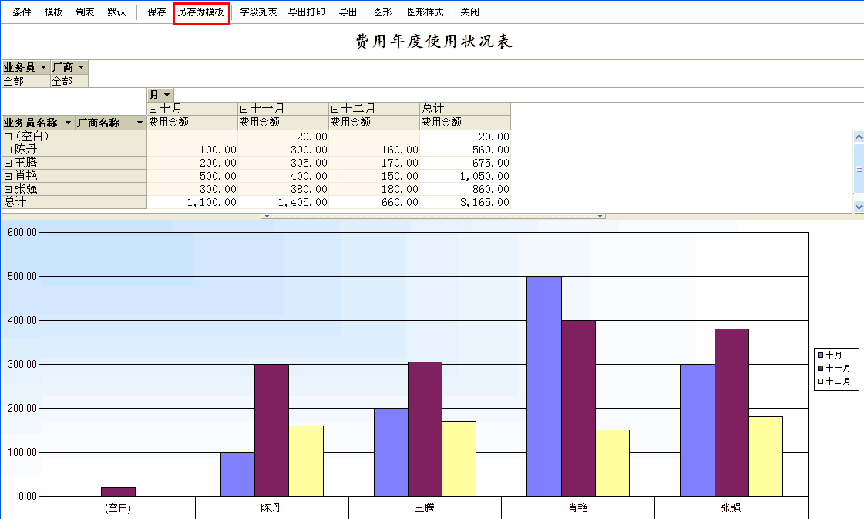 条件 模板 列表 默认 保存 另存为模板 字段列表 导出打印 导出 图形 图形样式 关闭
费用年度使用状况表
业务员 厂商
全部 全部
月
十月 十一月 十二月 总计
业务员名称 厂商名称 费用金额 费用金额 费用金额 费用金额
(空白) 20.00 20.00
陈丹 100.00 300.00 160.00 560.00
王腾 200.00 305.00 170.00 675.00
肖艳 500.00 400.00 150.00 1,050.00
张强 300.00 380.00 180.00 860.00
总计 1,100.00 1,405.00 660.00 3,165.00
600.00
500.00
400.00
300.00
200.00
100.00
0.00
十月
十一月
十二月
(空白) 陈丹 王腾 肖艳 张强